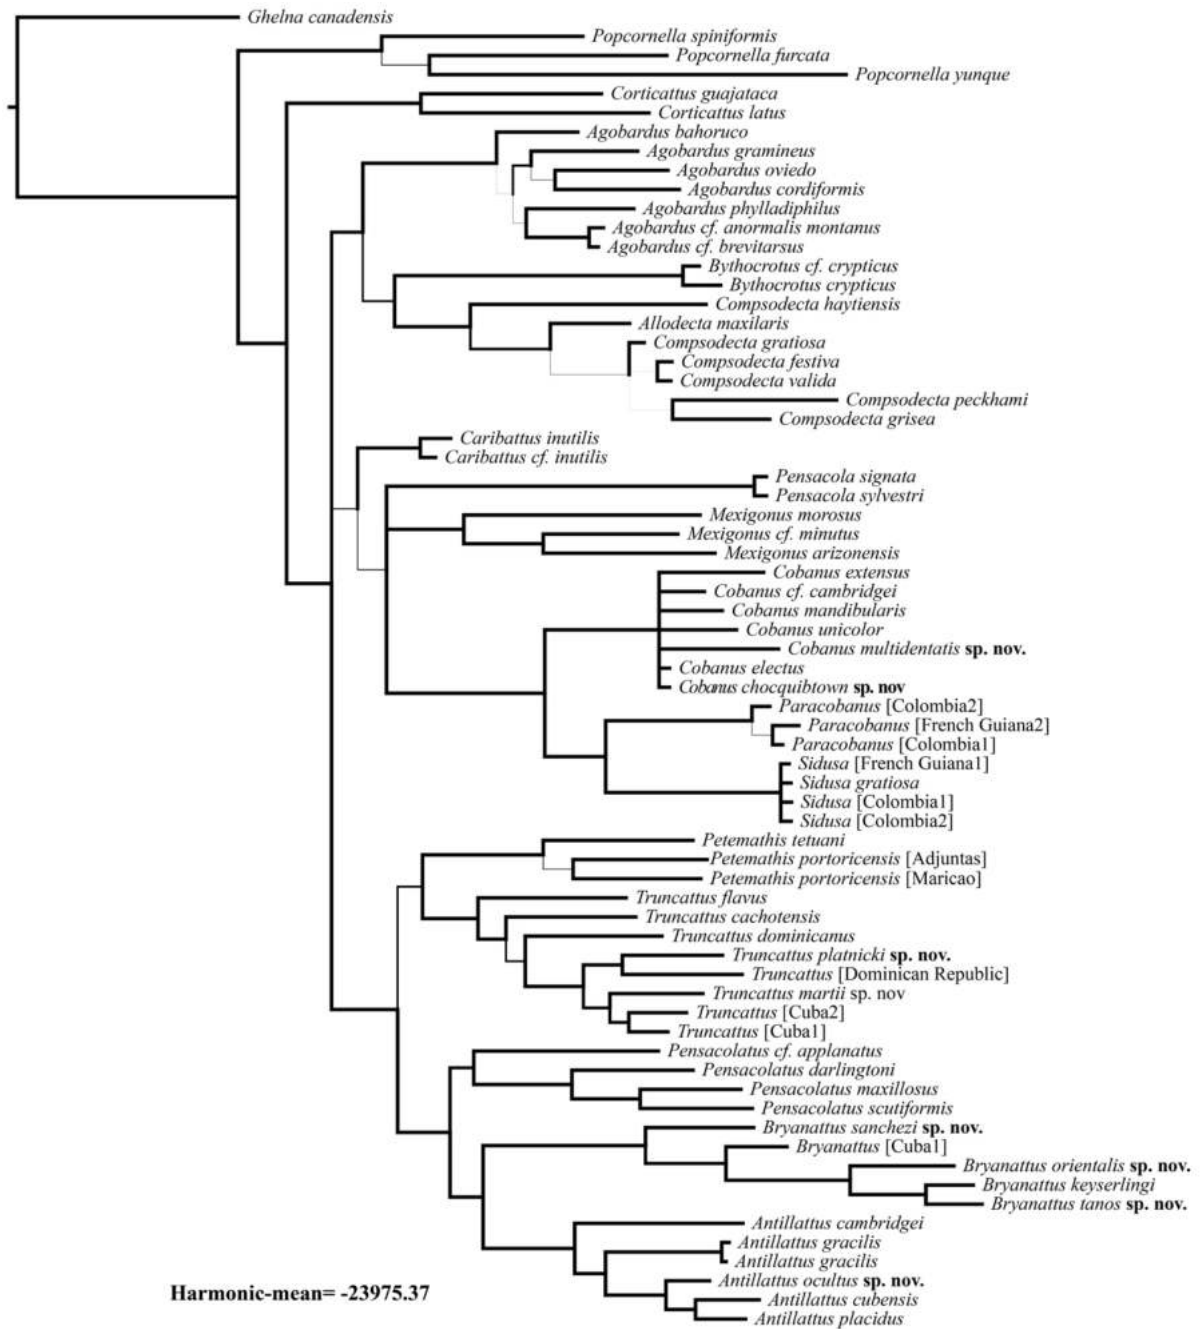 Ghelna canadensis
Popcornella spiniformis
Popcornella furcata
Popcornella yunque
Corticattus guajataca
Corticattus latus
Agobardus bahoruco
Agobardus gramineus
Agobardus oviedo
Agobardus cordiformis
Agobardus phylladiphilus
Agobardus cf. anormalis montanus
Agobardus cf. brevitarsus
Bythocrotus cf. crypticus
Bythocrotus crypticus
Compsodecta haytiensis
Allodecta maxilaris
Compsodecta gratiosa
Compsodecta festiva
Compsodecta valida
Compsodecta peckhami
Compsodecta grisea
Caribattus inutilis
Caribattus cf. inutilis
Pensacola signata
Pensacola sylvestri
Mexigonus morosus
Mexigonus cf. minutus
Mexigonus arizonensis
Cobanus extensus
Cobanus cf. cambridgei
Cobanus mandibularis
Cobanus unicolor
Cobanus multidentatis sp. nov.
Cobanus electus
Cobanus chocquibtown sp. nov
Paracobanus [Colombia2]
Paracobanus [French Guiana2]
Paracobanus [Colombia1]
Sidusa [French Guiana1]
Sidusa gratiosa
Sidusa [Colombia1]
Sidusa [Colombia2]
Petemathis tetuani
Petemathis portoricensis [Adjuntas]
Petemathis portoricensis [Maricao]
Truncattus flavus
Truncattus cachotensis
Truncattus dominicanus
Truncattus platnicki sp. nov.
Truncattus [Dominican Republic]
Truncattus martii sp. nov
Truncattus [Cuba2]
Truncattus [Cuba1]
Pensacolatus cf. applanatus
Pensacolatus darlingtoni
Pensacolatus maxillosus
Pensacolatus scutiformis
Bryanattus sanchezi sp. nov.
Bryanattus [Cuba1]
Bryanattus orientalis sp. nov.
Bryanattus keyserlingi
Bryanattus tanos sp. nov.
Antillattus cambridgei
Antillattus gracilis
Antillattus gracilis
Antillattus ocultus sp. nov.
Antillattus cubensis
Antillattus placidus
Harmonic-mean= -23975.37